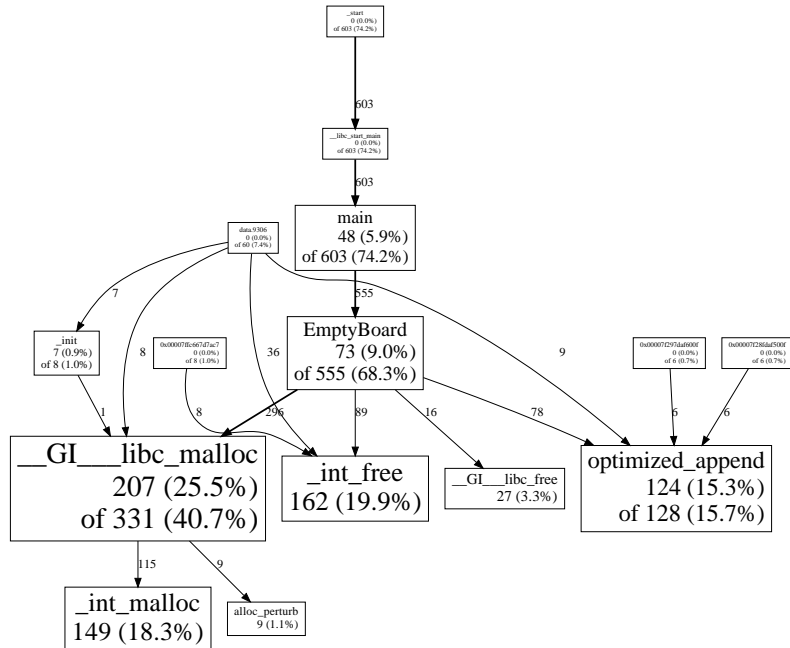 _start
0 (0.0%)
of 603 (74.2%)
603
__libc_start_main
0 (0.0%)
of 603 (74.2%)
603
main
48 (5.9%)
of 603 (74.2%)
data.9306
0 (0.0%)
of 60 (7.4%)
555
7
8
36
9
_init
7 (0.9%)
of 8 (1.0%)
0x00007ffc667d7ac7
0 (0.0%)
of 8 (1.0%)
EmptyBoard
73 (9.0%)
of 555 (68.3%)
0x00007f297daf600f
0 (0.0%)
of 6 (0.7%)
0x00007f28fdaf500f
0 (0.0%)
of 6 (0.7%)
1
8
296
89
16
78
6
6
__GI___libc_malloc
207 (25.5%)
of 331 (40.7%)
_int_free
162 (19.9%)
__GI___libc_free
27 (3.3%)
optimized_append
124 (15.3%)
of 128 (15.7%)
115
9
_int_malloc
149 (18.3%)
alloc_perturb
9 (1.1%)